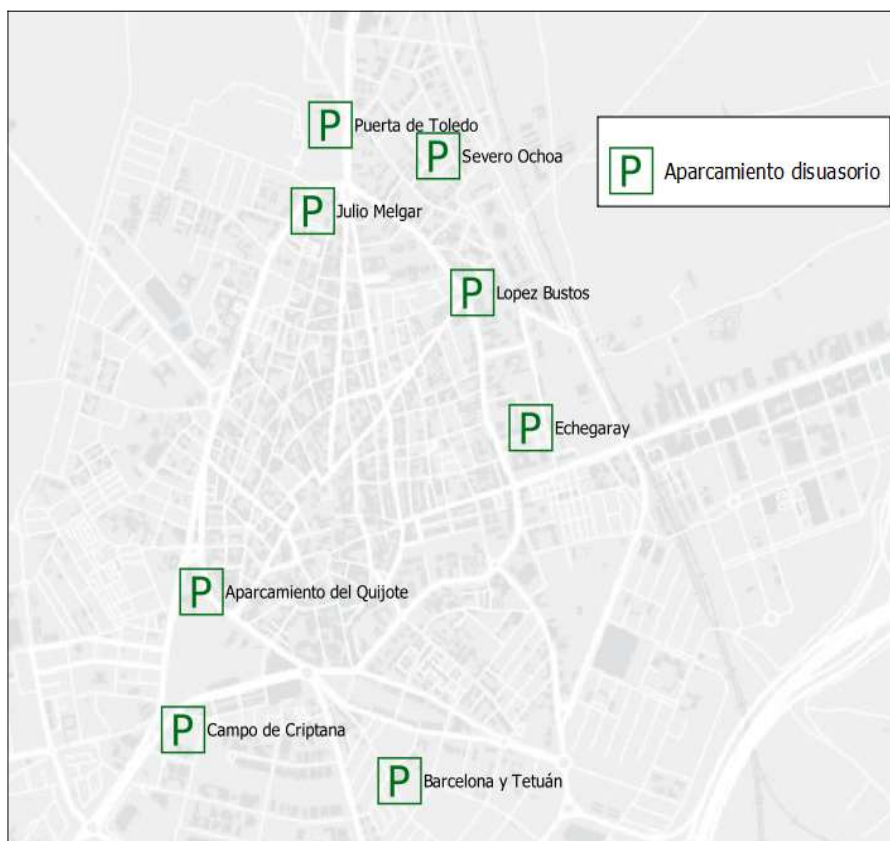 P Puerta de Toledo
P Severo Ochoa
P Aparcamiento disuasorio
P Julio Melgar
P Lopez Bustos
P Echegaray
P Aparcamiento del Quijote
P Campo de Criptana
P Barcelona y Tetuán